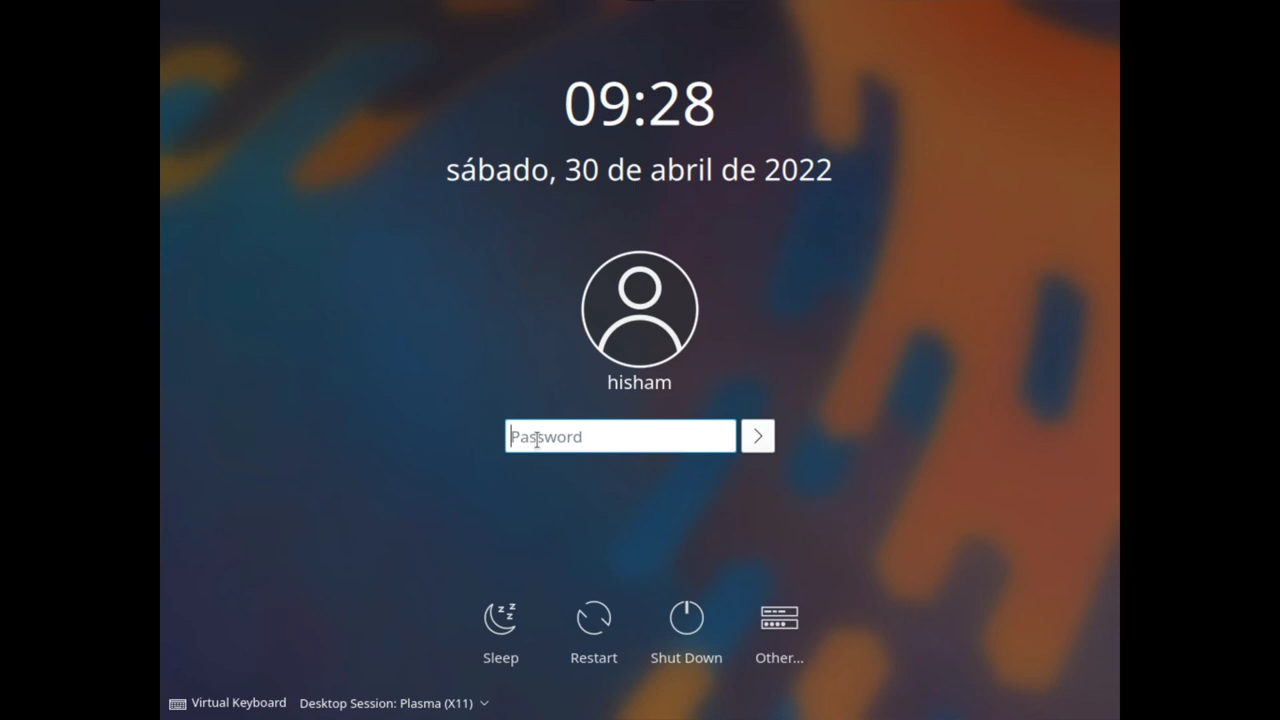 09:28
sábado, 30 de abril de 2022
hisham
Password
Sleep Restart Shut Down Other...
Virtual Keyboard Desktop Session: Plasma (X11)